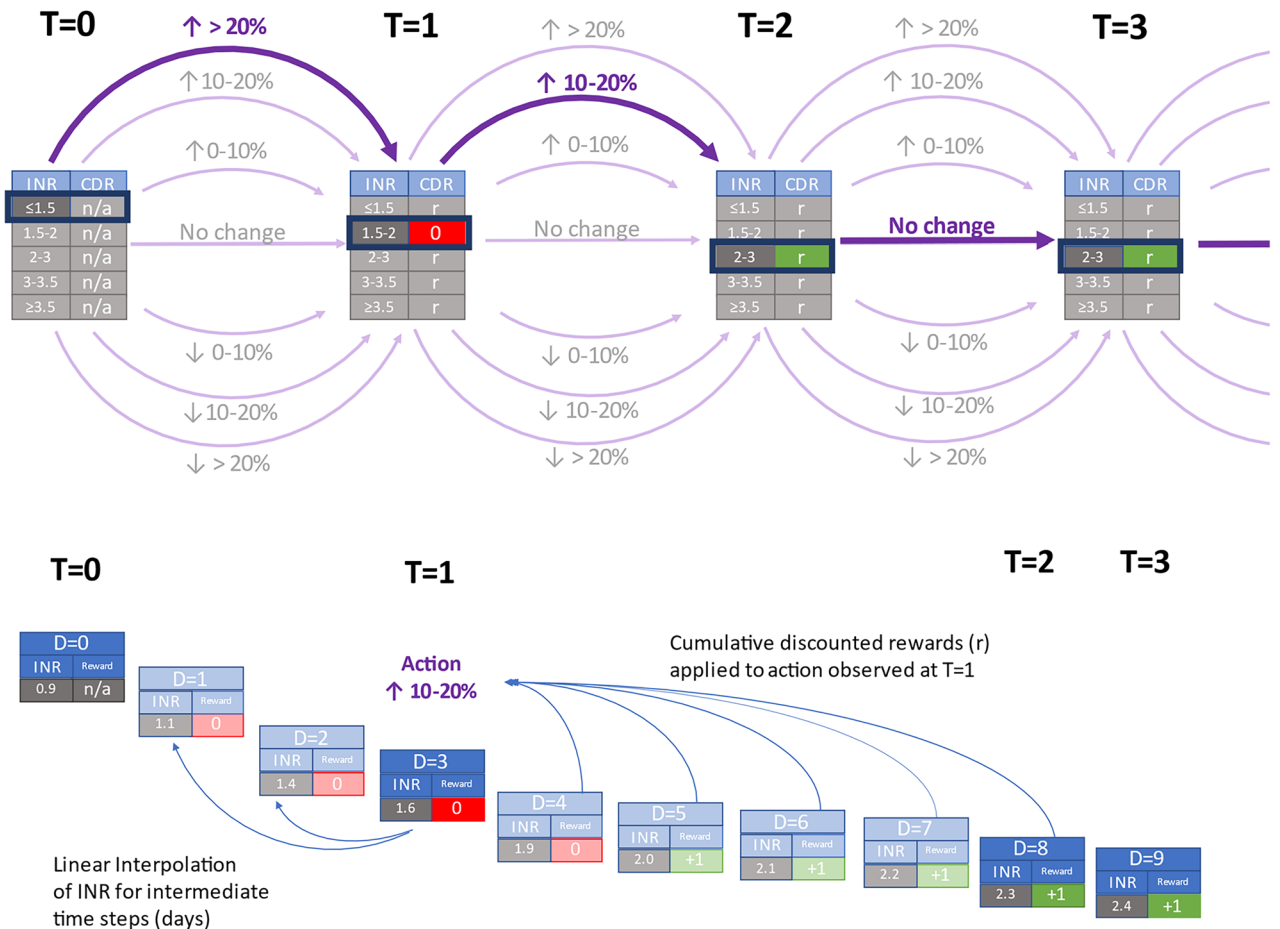 T=0 T=1 T=2 T=3
↑ > 20% ↑ > 20% ↑ > 20%
↑ 10-20% ↑ 10-20% ↑ 10-20%
↑ 0-10% ↑ 0-10% ↑ 0-10%
INR CDR INR CDR INR CDR INR CDR
≤1.5 n/a ≤1.5 r ≤1.5 r ≤1.5 r
1.5-2 n/a No change 1.5-2 0 No change 1.5-2 r No change 1.5-2 r
2-3 n/a 2-3 r 2-3 r 2-3 r
3-3.5 n/a 3-3.5 r 3-3.5 r 3-3.5 r
≥3.5 n/a ≥3.5 r ≥3.5 r ≥3.5 r
↓ 0-10% ↓ 0-10% ↓ 0-10%
↓ 10-20% ↓ 10-20% ↓ 10-20%
↓ > 20% ↓ > 20% ↓ > 20%
T=0 T=1 T=2 T=3
D=0
INR Reward
0.9 n/a
D=1
INR Reward
1.1 0
D=2
INR Reward
1.4 0
Action
↑ 10-20%
D=3
INR Reward
1.6 0
Cumulative discounted rewards (r)
applied to action observed at T=1
D=4
INR Reward
1.9 0
D=5
INR Reward
2.0 +1
D=6
INR Reward
2.1 +1
D=7
INR Reward
2.2 +1
D=8
INR Reward
2.3 +1
D=9
INR Reward
2.4 +1
Linear Interpolation
of INR for intermediate
time steps (days)